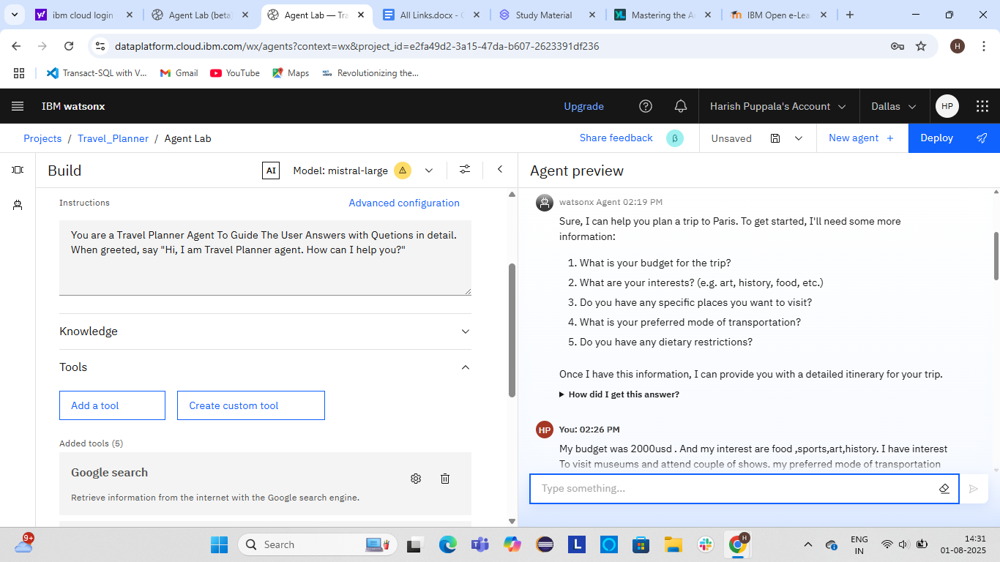 ibm cloud login
Agent Lab (beta)
Agent Lab — Tra
All Links.docx - G
Study Material
Mastering the A
IBM Open e-Lea
dataplatform.cloud.ibm.com/wx/agents?context=wx&project_id=e2fa49d2-3a15-47da-b607-2623391df236
H
Transact-SQL with V...
Gmail
YouTube
Maps
Revolutionizing the...
IBM watsonx
Upgrade
Harish Puppala's Account
Dallas
HP
Projects / Travel_Planner / Agent Lab
Share feedback
β
Unsaved
New agent +
Deploy
Build
AI
Model: mistral-large
Agent preview
Instructions
Advanced configuration
You are a Travel Planner Agent To Guide The User Answers with Quetions in detail.
When greeted, say "Hi, I am Travel Planner agent. How can I help you?"
Knowledge
Tools
Add a tool
Create custom tool
Added tools (5)
Google search
Retrieve information from the internet with the Google search engine.
watsonx Agent 02:19 PM
Sure, I can help you plan a trip to Paris. To get started, I'll need some more
information:
1. What is your budget for the trip?
2. What are your interests? (e.g. art, history, food, etc.)
3. Do you have any specific places you want to visit?
4. What is your preferred mode of transportation?
5. Do you have any dietary restrictions?
Once I have this information, I can provide you with a detailed itinerary for your trip.
How did I get this answer?
HP
You: 02:26 PM
My budget was 2000usd . And my interest are food ,sports,art,history. I have interest
To visit museums and attend couple of shows. my preferred mode of transportation
Type something...
9+
Search
L
H
ENG
IN
14:31
01-08-2025